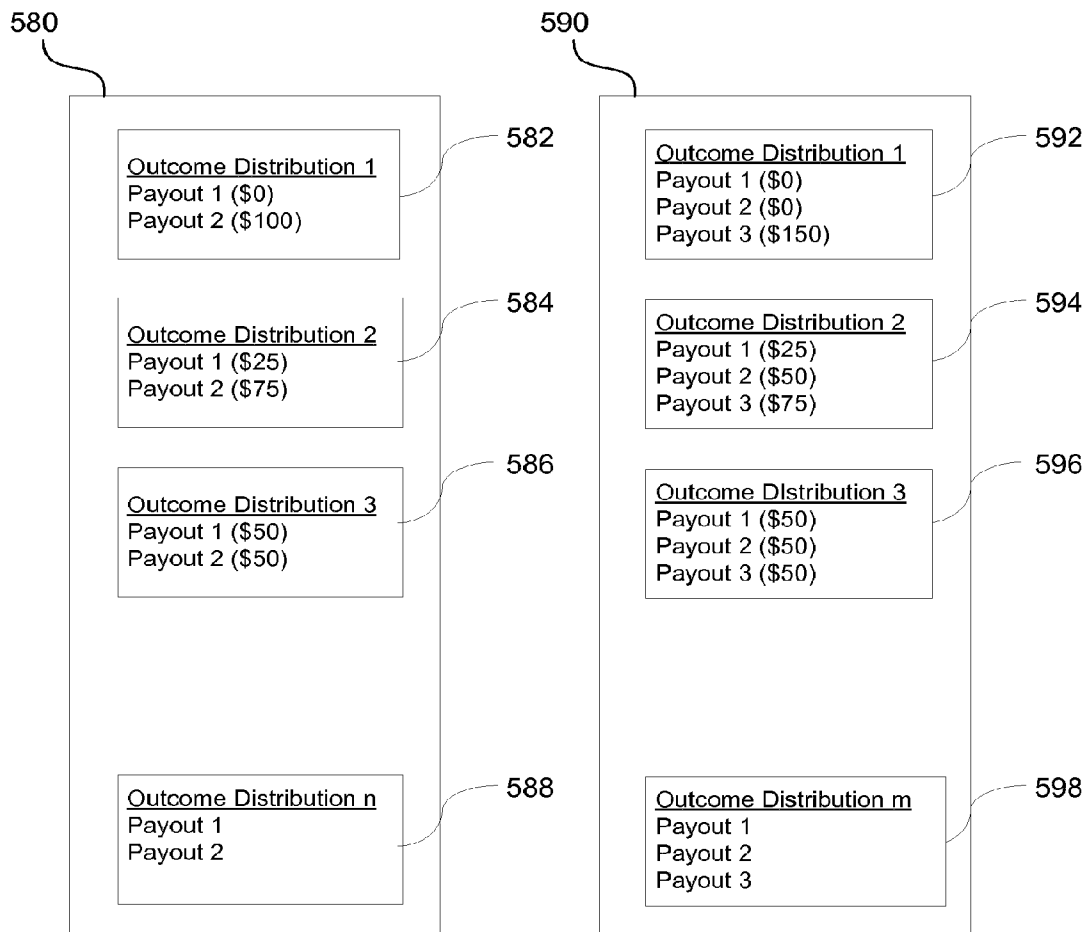 580
582
Outcome Distribution 1
Payout 1 ($0)
Payout 2 ($100)
584
Outcome Distribution 2
Payout 1 ($25)
Payout 2 ($75)
586
Outcome Distribution 3
Payout 1 ($50)
Payout 2 ($50)
588
Outcome Distribution n
Payout 1
Payout 2
590
592
Outcome Distribution 1
Payout 1 ($0)
Payout 2 ($0)
Payout 3 ($150)
594
Outcome Distribution 2
Payout 1 ($25)
Payout 2 ($50)
Payout 3 ($75)
596
Outcome DIstribution 3
Payout 1 ($50)
Payout 2 ($50)
Payout 3 ($50)
598
Outcome Distribution m
Payout 1
Payout 2
Payout 3